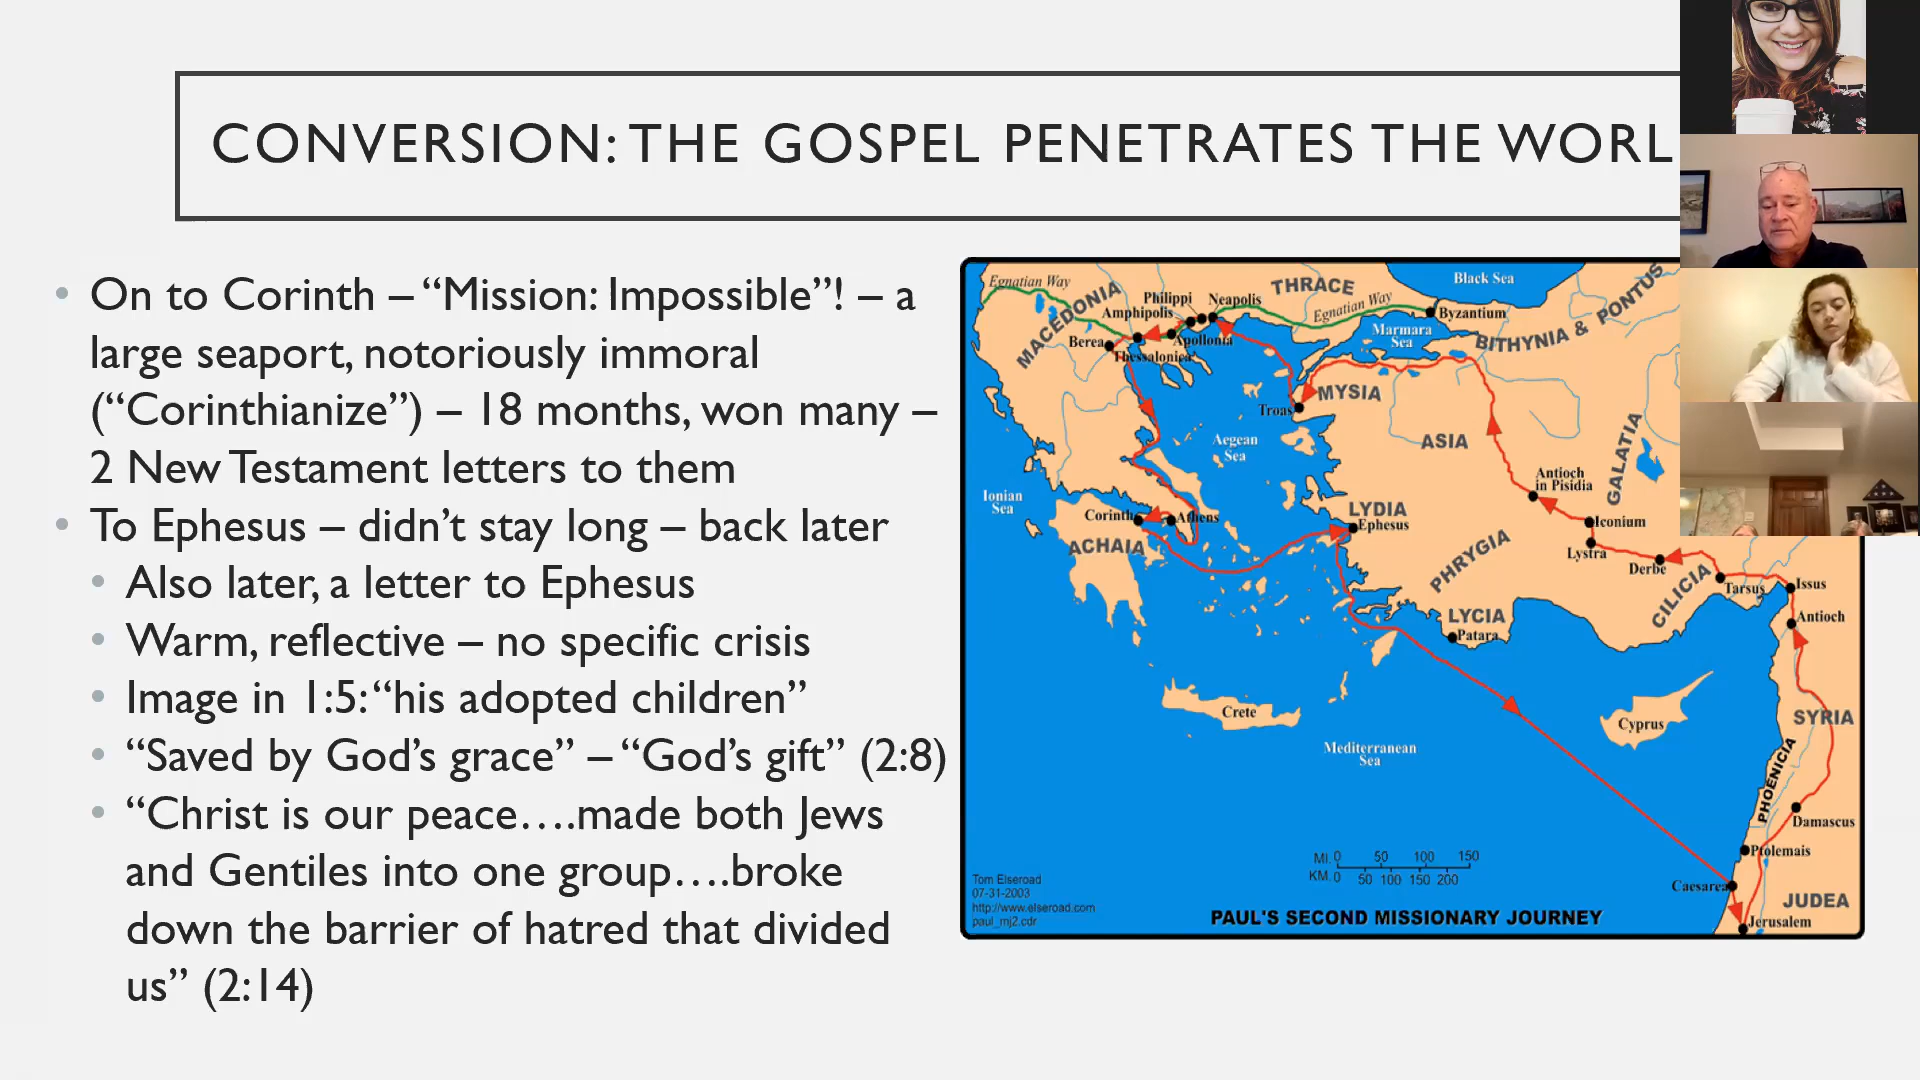 CONVERSION: THE GOSPEL PENETRATES THE WORL
• On to Corinth – “Mission: Impossible”! – a
large seaport, notoriously immoral
(“Corinthianize”) – 18 months, won many –
2 New Testament letters to them
• To Ephesus – didn’t stay long – back later
• Also later, a letter to Ephesus
• Warm, reflective – no specific crisis
• Image in 1:5: “his adopted children”
• “Saved by God’s grace” – “God’s gift” (2:8)
• “Christ is our peace….made both Jews
and Gentiles into one group….broke
down the barrier of hatred that divided
us” (2:14)
Egnatian Way
MACEDONIA
Philippi
Neapolis
Amphipolis
Berea
Apollonia
Thessalonica
THRACE
Egnatian Way
Black Sea
Byzantium
Marmara
Sea
BITHYNIA & PONTUS
Troas
MYSIA
Aegean
Sea
ASIA
GALATIA
Antioch
in Pisidia
Ionian
Sea
Corinth
Athens
ACHAIA
LYDIA
Ephesus
PHRYGIA
Iconium
Lystra
Derbe
CILICIA
Tarsus
Issus
Antioch
LYCIA
Patara
Crete
Cyprus
SYRIA
Mediterranean
Sea
PHOENICIA
Damascus
Ptolemais
Caesarea
JUDEA
Jerusalem
MI. 0 50 100 150
KM. 0 50 100 150 200
Tom Elseroad
07-31-2003
http://www.elseroad.com
paul_mj2.cdr
PAUL'S SECOND MISSIONARY JOURNEY